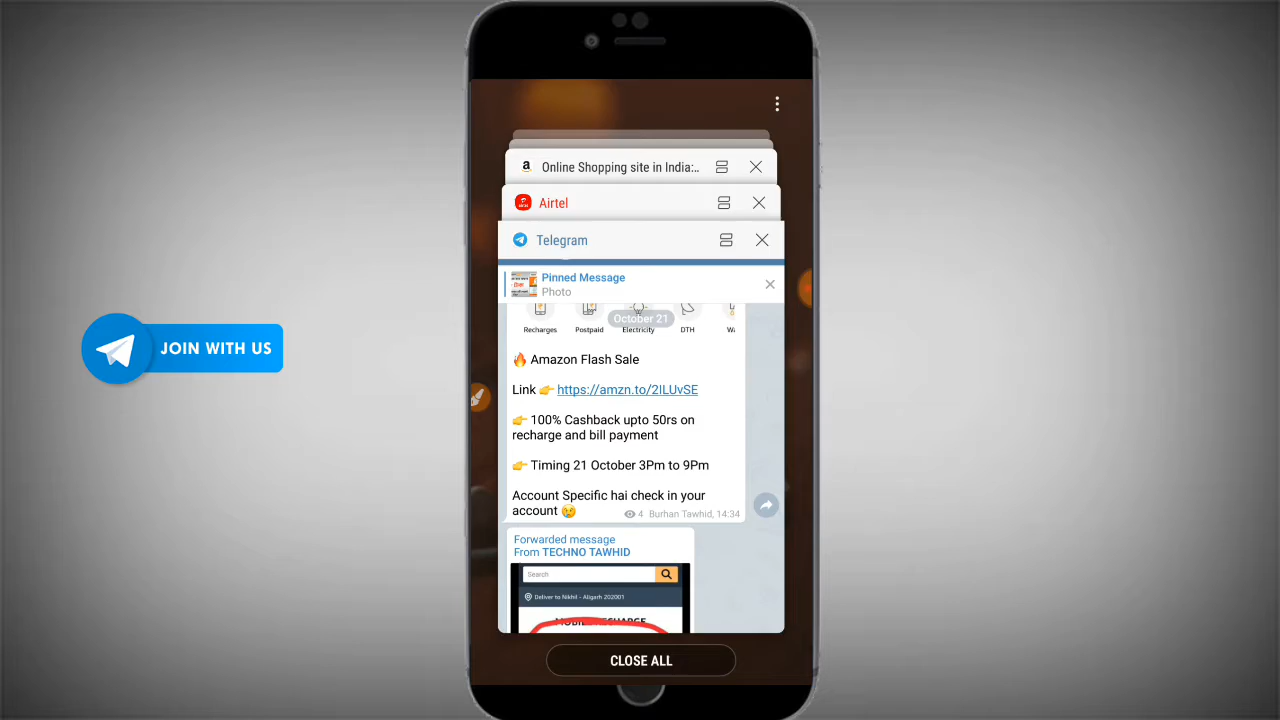 Online Shopping site in India:...
Airtel
Telegram
Pinned Message
Photo
October 21
Recharges Postpaid Electricity DTH
🔥 Amazon Flash Sale
Link 👉 https://amzn.to/2ILUvSE
👉 100% Cashback upto 50rs on
recharge and bill payment
👉 Timing 21 October 3Pm to 9Pm
Account Specific hai check in your
account 😢
4 Burhan Tawhid, 14:34
Forwarded message
From TECHNO TAWHID
Search
Deliver to Nikhil - Aligarh 202001
MOBILE RECHARGE
CLOSE ALL
JOIN WITH US